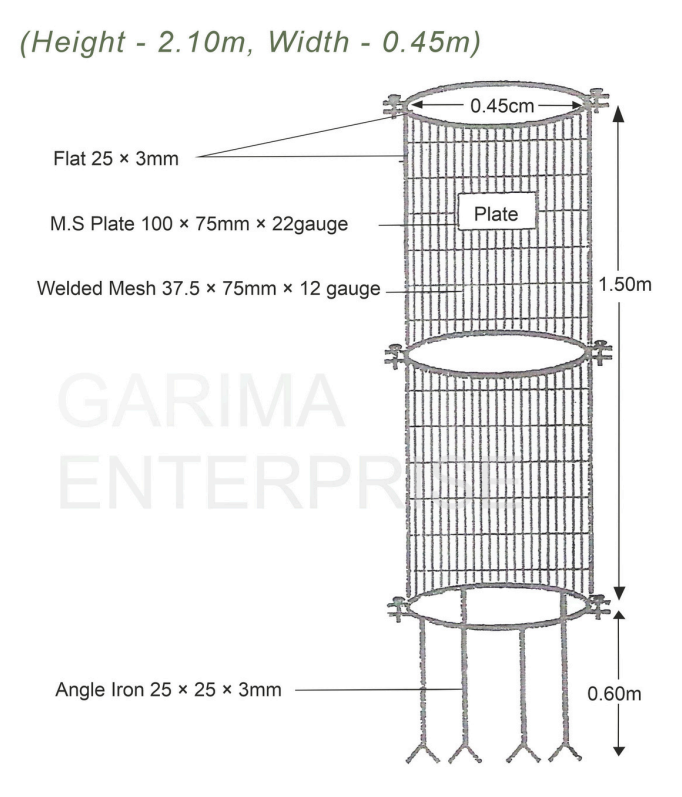 (Height - 2.10m, Width - 0.45m)
0.45cm
Flat 25 × 3mm
Plate
M.S Plate 100 × 75mm × 22gauge
1.50m
Welded Mesh 37.5 × 75mm × 12 gauge
GARIMA
ENTERPRISE
Angle Iron 25 × 25 × 3mm
0.60m